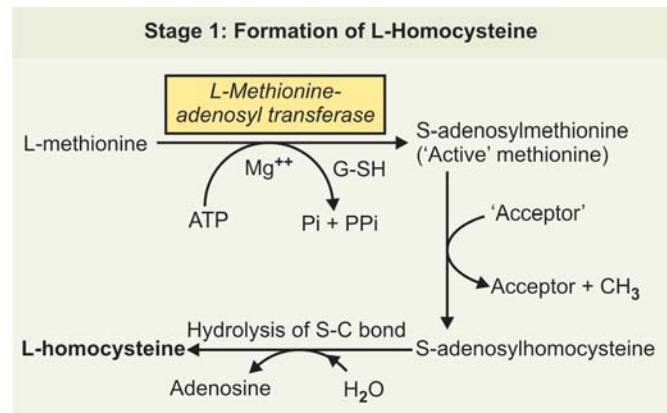 Stage 1: Formation of L-Homocysteine
L-Methionine-
adenosyl transferase
L-methionine
S-adenosylmethionine
('Active' methionine)
Mg++
G-SH
ATP
Pi + PPi
'Acceptor'
Acceptor + CH3
Hydrolysis of S-C bond
L-homocysteine
S-adenosylhomocysteine
Adenosine
H2O